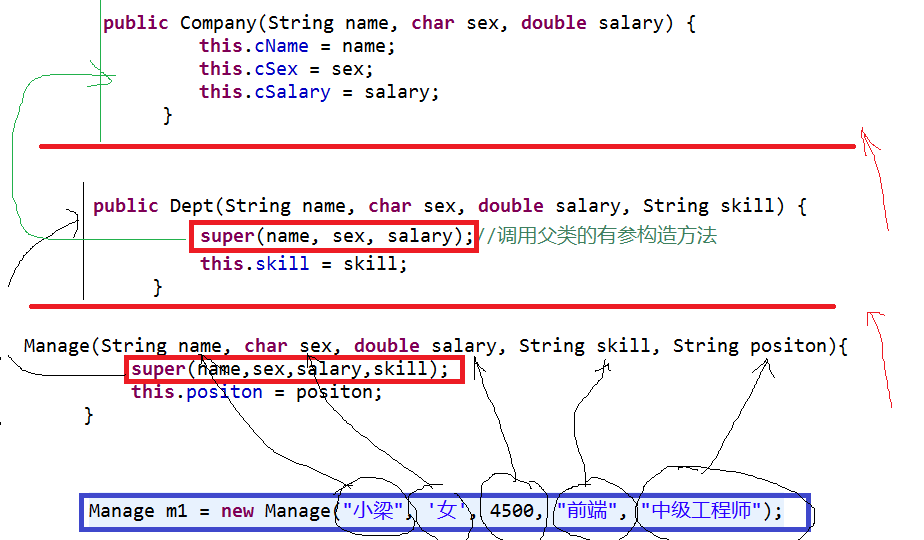 public Company(String name, char sex, double salary) {
this.cName = name;
this.cSex = sex;
this.cSalary = salary;
}
public Dept(String name, char sex, double salary, String skill) {
super(name, sex, salary);//调用父类的有参构造方法
this.skill = skill;
}
Manage(String name, char sex, double salary, String skill, String positon){
super(name,sex,salary,skill);
this.positon = positon;
}
Manage m1 = new Manage("小梁", '女', 4500, "前端", "中级工程师");